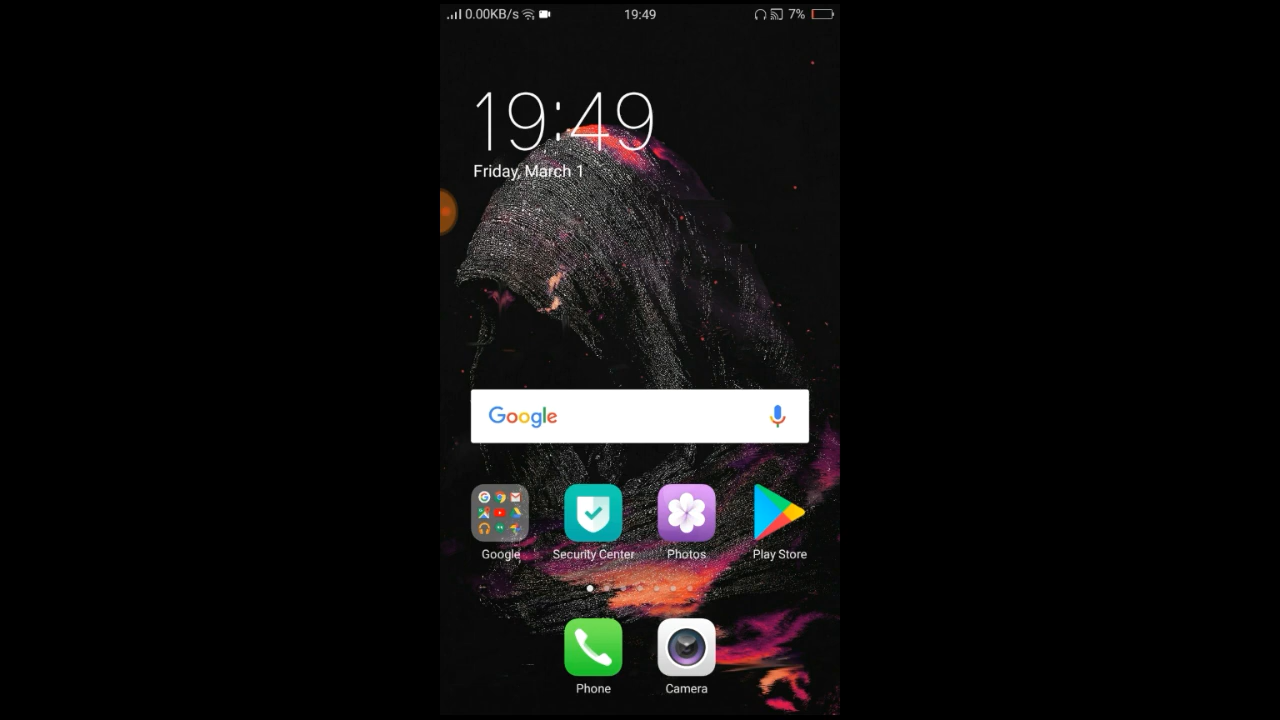 0.00KB/s 19:49 7%
19:49
Friday, March 1
Google
Google Security Center Photos Play Store
Phone Camera